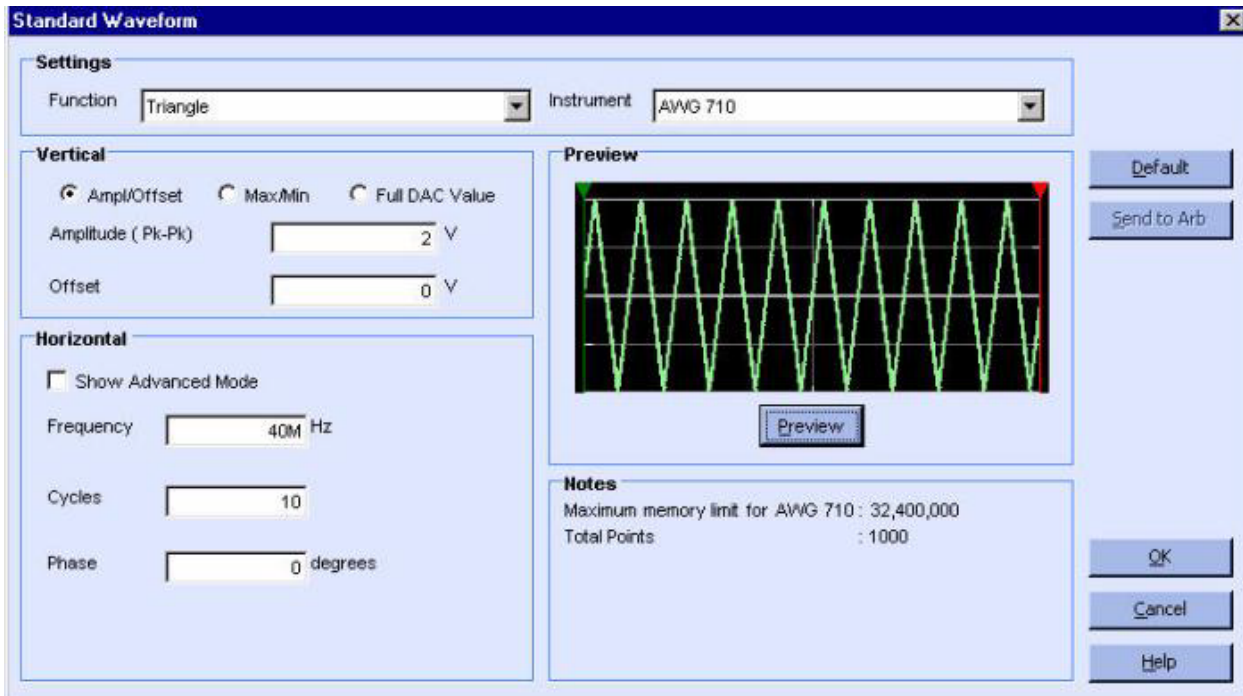 Standard Waveform
Settings
Function Triangle Instrument AWG 710
Vertical
Ampl/Offset Max/Min Full DAC Value
Amplitude ( Pk-Pk) 2 V
Offset 0 V
Horizontal
Show Advanced Mode
Frequency 40M Hz
Cycles 10
Phase 0 degrees
Preview
Preview
Notes
Maximum memory limit for AWG 710 : 32,400,000
Total Points : 1000
Default
Send to Arb
OK
Cancel
Help